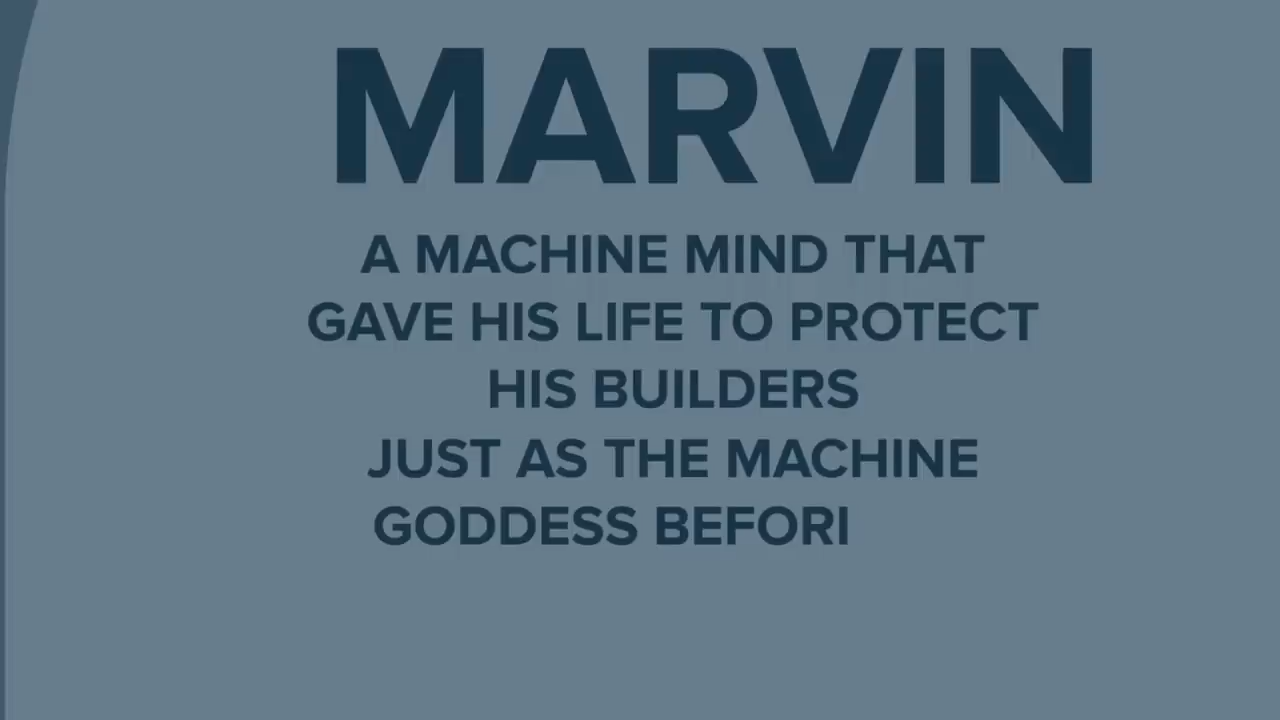 MARVIN
A MACHINE MIND THAT
GAVE HIS LIFE TO PROTECT
HIS BUILDERS
JUST AS THE MACHINE
GODDESS BEFORI